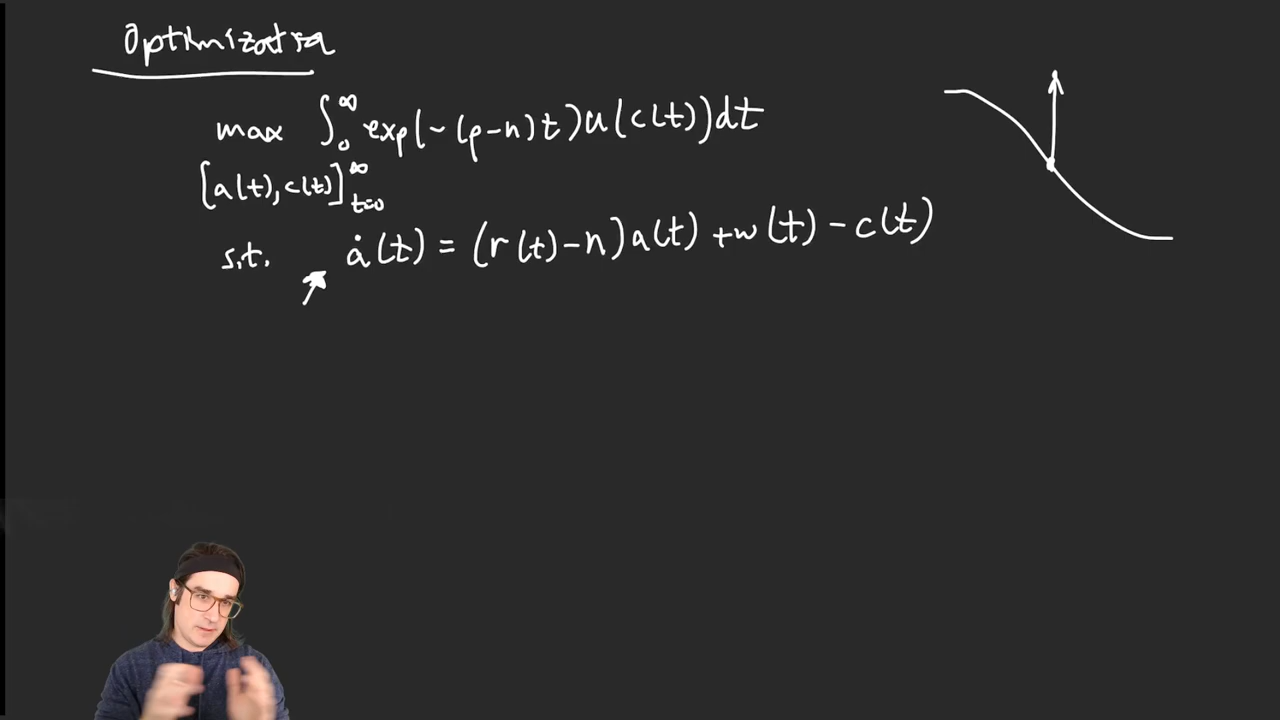 Optimization
max ∫₀^∞ exp(-(ρ-n)t)u(c(t))dt
[a(t),c(t)]_{t=0}^∞
s.t. ȧ(t) = (r(t)-n)a(t)+w(t)-c(t)